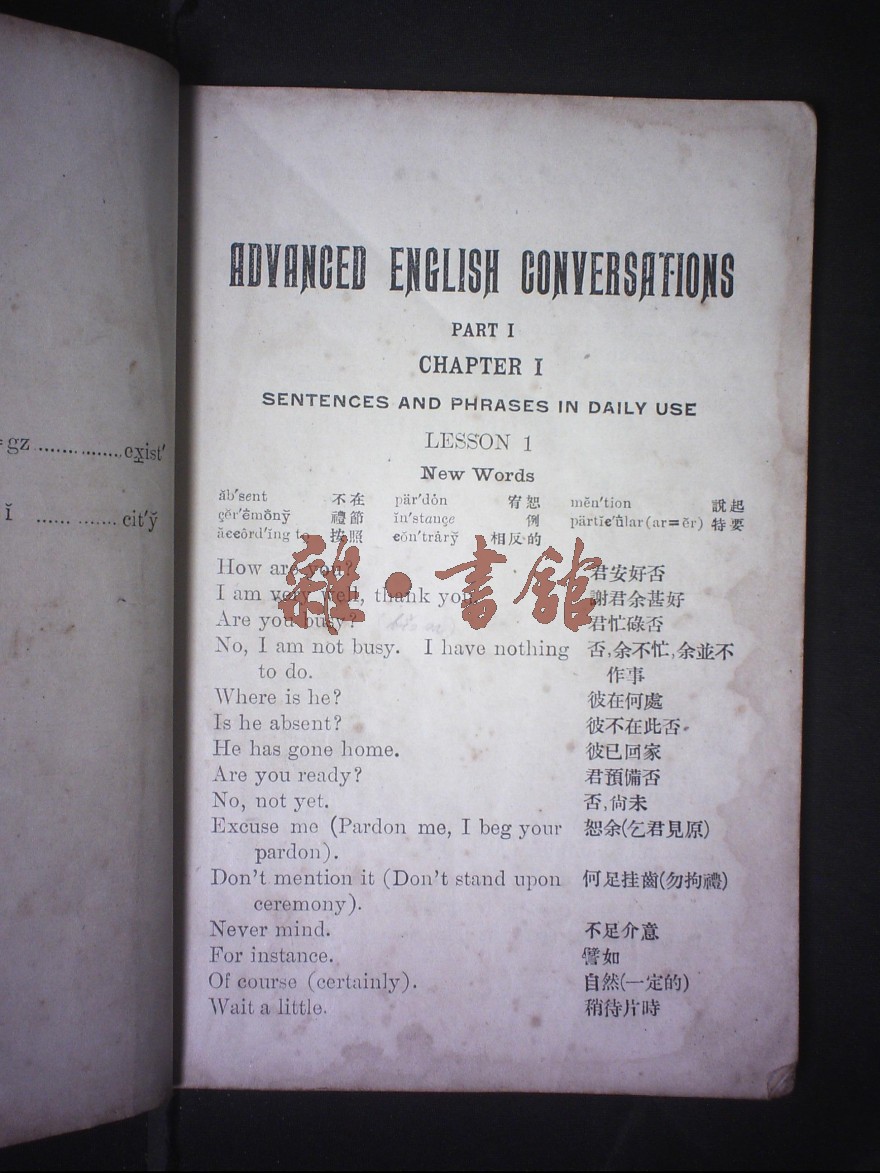 =gz ..................ex̱ist′
ĭ ...... ........ cit′y̆
ADVANCED ENGLISH CONVERSATIONS
PART I
CHAPTER I
SENTENCES AND PHRASES IN DAILY USE
LESSON 1
New Words
ăb′sent 不在 pär′dȯn 宥恕 mĕn′tion 說起
çĕr′ēmōny̆ 禮節 ĭn′stançe 例 pärtĭc′ūlar (ar=ẽr) 特要
ăccôrd′ing to 按照 cŏn′trȧry̆ 相反的
How are you? 君安好否
I am very well, thank you. 謝君余甚好
Are you busy? 君忙碌否
No, I am not busy. I have nothing 否,余不忙,余並不
to do. 作事
Where is he? 彼在何處
Is he absent? 彼不在此否
He has gone home. 彼已回家
Are you ready? 君預備否
No, not yet. 否,尙未
Excuse me (Pardon me, I beg your 恕余(乞君見原)
pardon).
Don't mention it (Don't stand upon 何足挂齒(勿拘禮)
ceremony).
Never mind. 不足介意
For instance. 譬如
Of course (certainly). 自然(一定的)
Wait a little. 稍待片時
雜·書舘